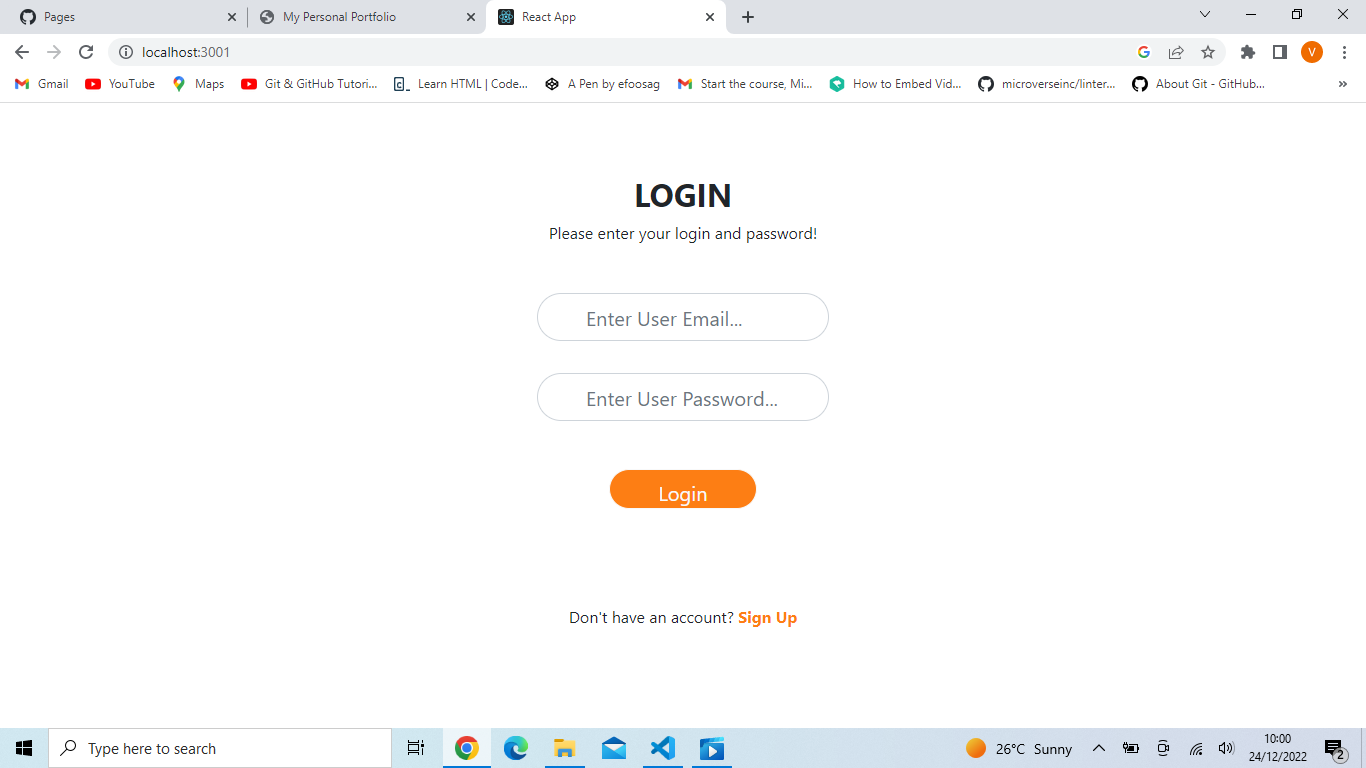 Pages
My Personal Portfolio
React App
localhost:3001
V
Gmail
YouTube
Maps
Git & GitHub Tutori...
Learn HTML | Code...
A Pen by efoosag
Start the course, Mi...
How to Embed Vid...
microverseinc/linter...
About Git - GitHub...
»
LOGIN
Please enter your login and password!
Enter User Email...
Enter User Password...
Login
Don't have an account? Sign Up
Type here to search
26°C Sunny
10:00
24/12/2022
2